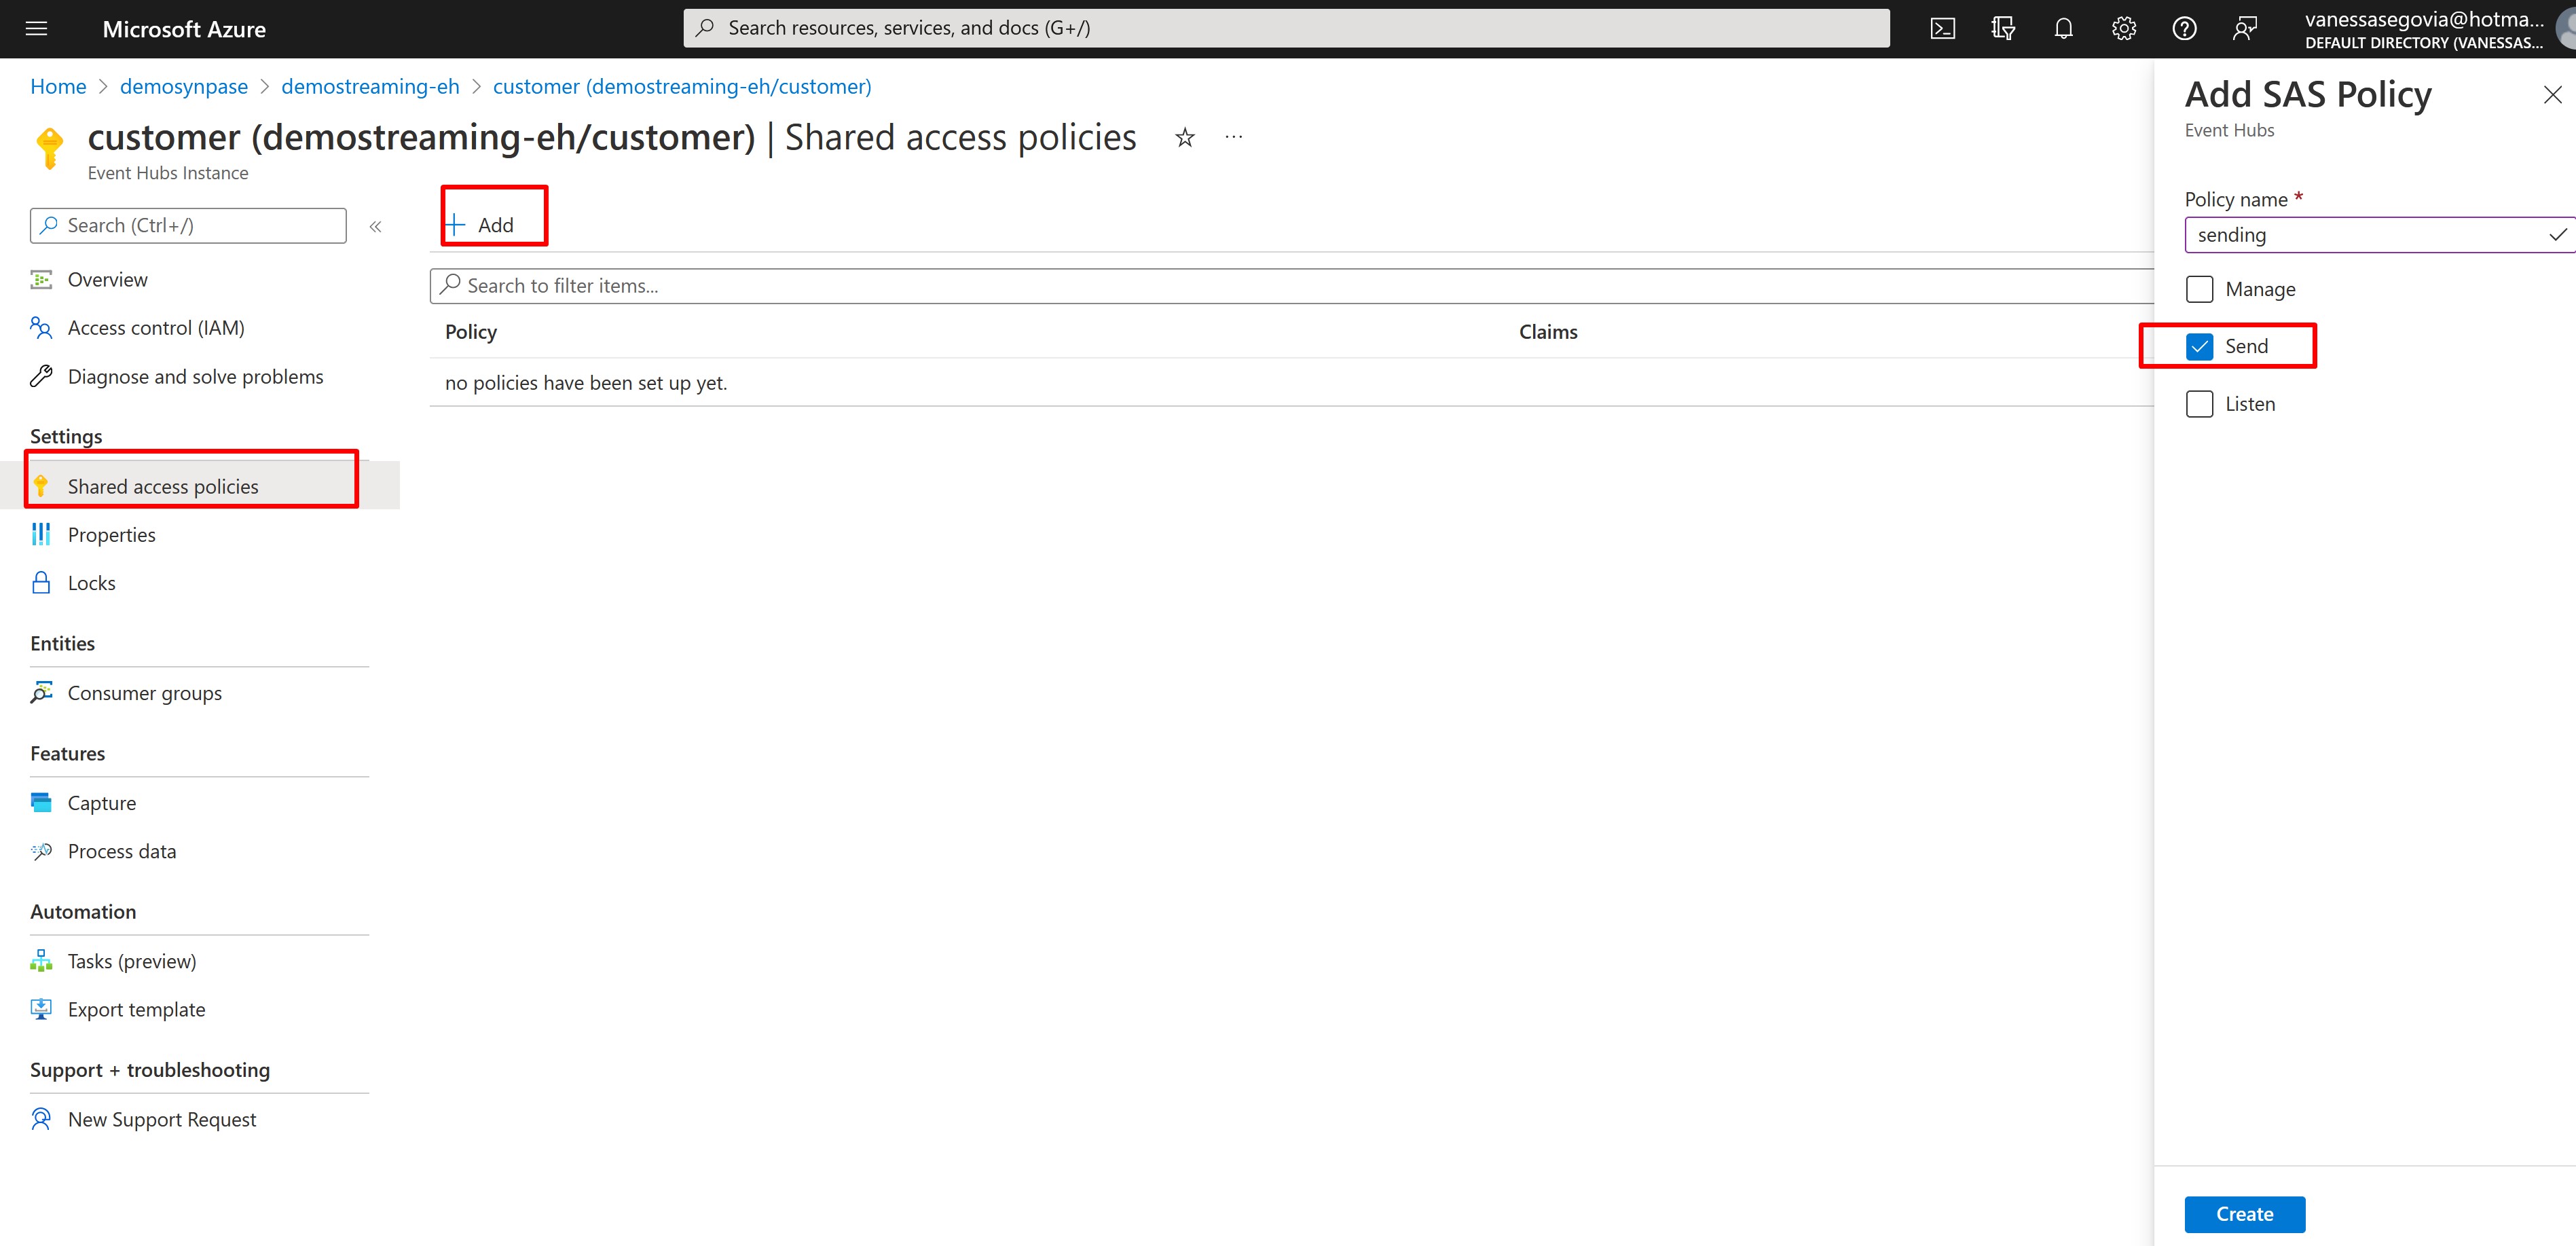 Microsoft Azure
Search resources, services, and docs (G+/)
vanessasegovia@hotma...
DEFAULT DIRECTORY (VANESSAS...
Home > demosynpase > demostreaming-eh > customer (demostreaming-eh/customer)
customer (demostreaming-eh/customer) | Shared access policies
Event Hubs Instance
Search (Ctrl+/)
Overview
Access control (IAM)
Diagnose and solve problems
Settings
Shared access policies
Properties
Locks
Entities
Consumer groups
Features
Capture
Process data
Automation
Tasks (preview)
Export template
Support + troubleshooting
New Support Request
+ Add
Search to filter items...
Policy Claims
no policies have been set up yet.
Add SAS Policy
Event Hubs
Policy name *
sending
Manage
Send
Listen
Create